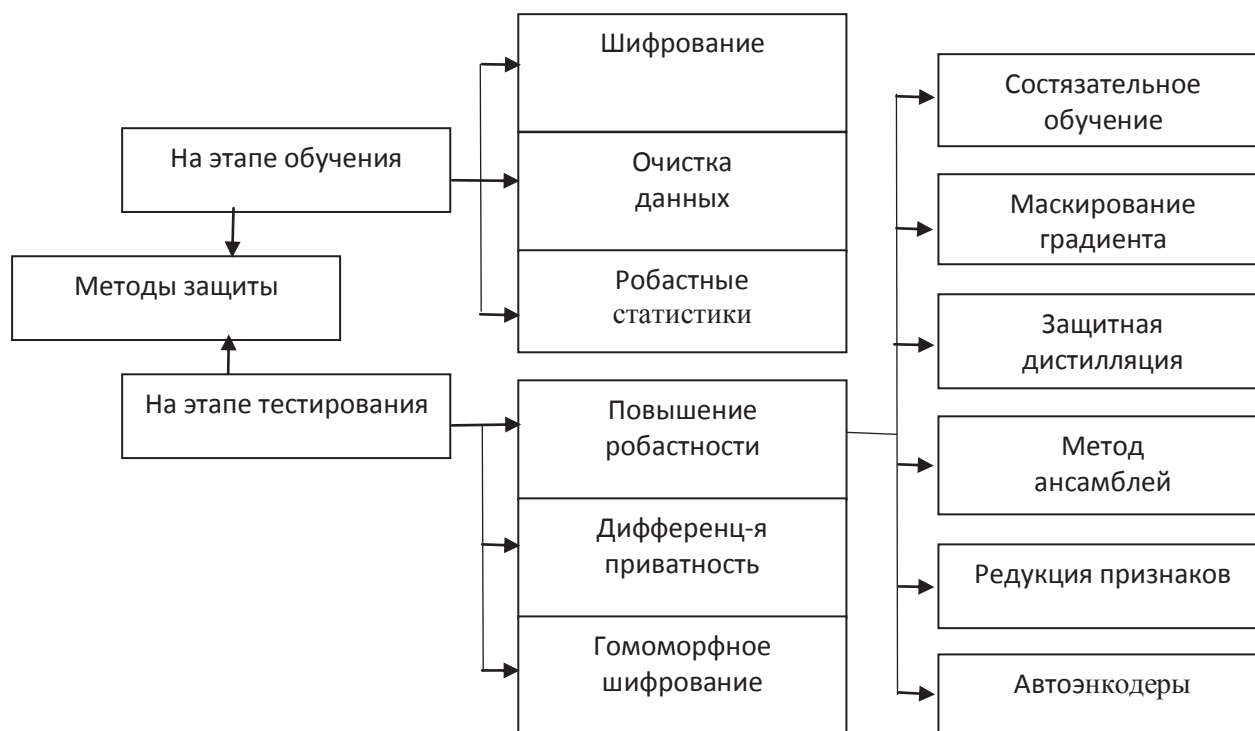 Методы защиты
На этапе обучения
Шифрование
Очистка
данных
Робастные
статистики
На этапе тестирования
Повышение
робастности
Дифференц-я
приватность
Гомоморфное
шифрование
Состязательное
обучение
Маскирование
градиента
Защитная
дистилляция
Метод
ансамблей
Редукция признаков
Автоэнкодеры